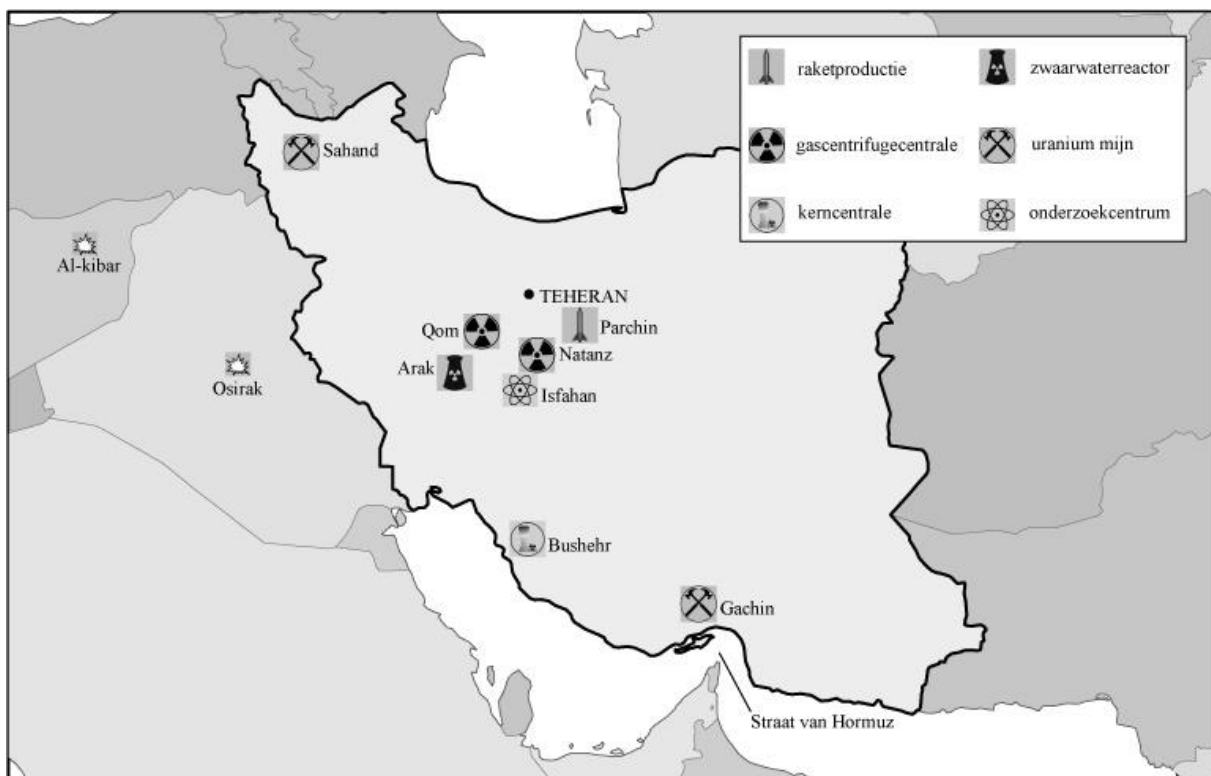 raketproductie
zwaarwaterreactor
gascentrifugecentrale
uranium mijn
kerncentrale
onderzoekcentrum
Sahand
Al-kibar
TEHERAN
Qom
Parchin
Natanz
Arak
Osirak
Isfahan
Bushehr
Gachin
Straat van Hormuz